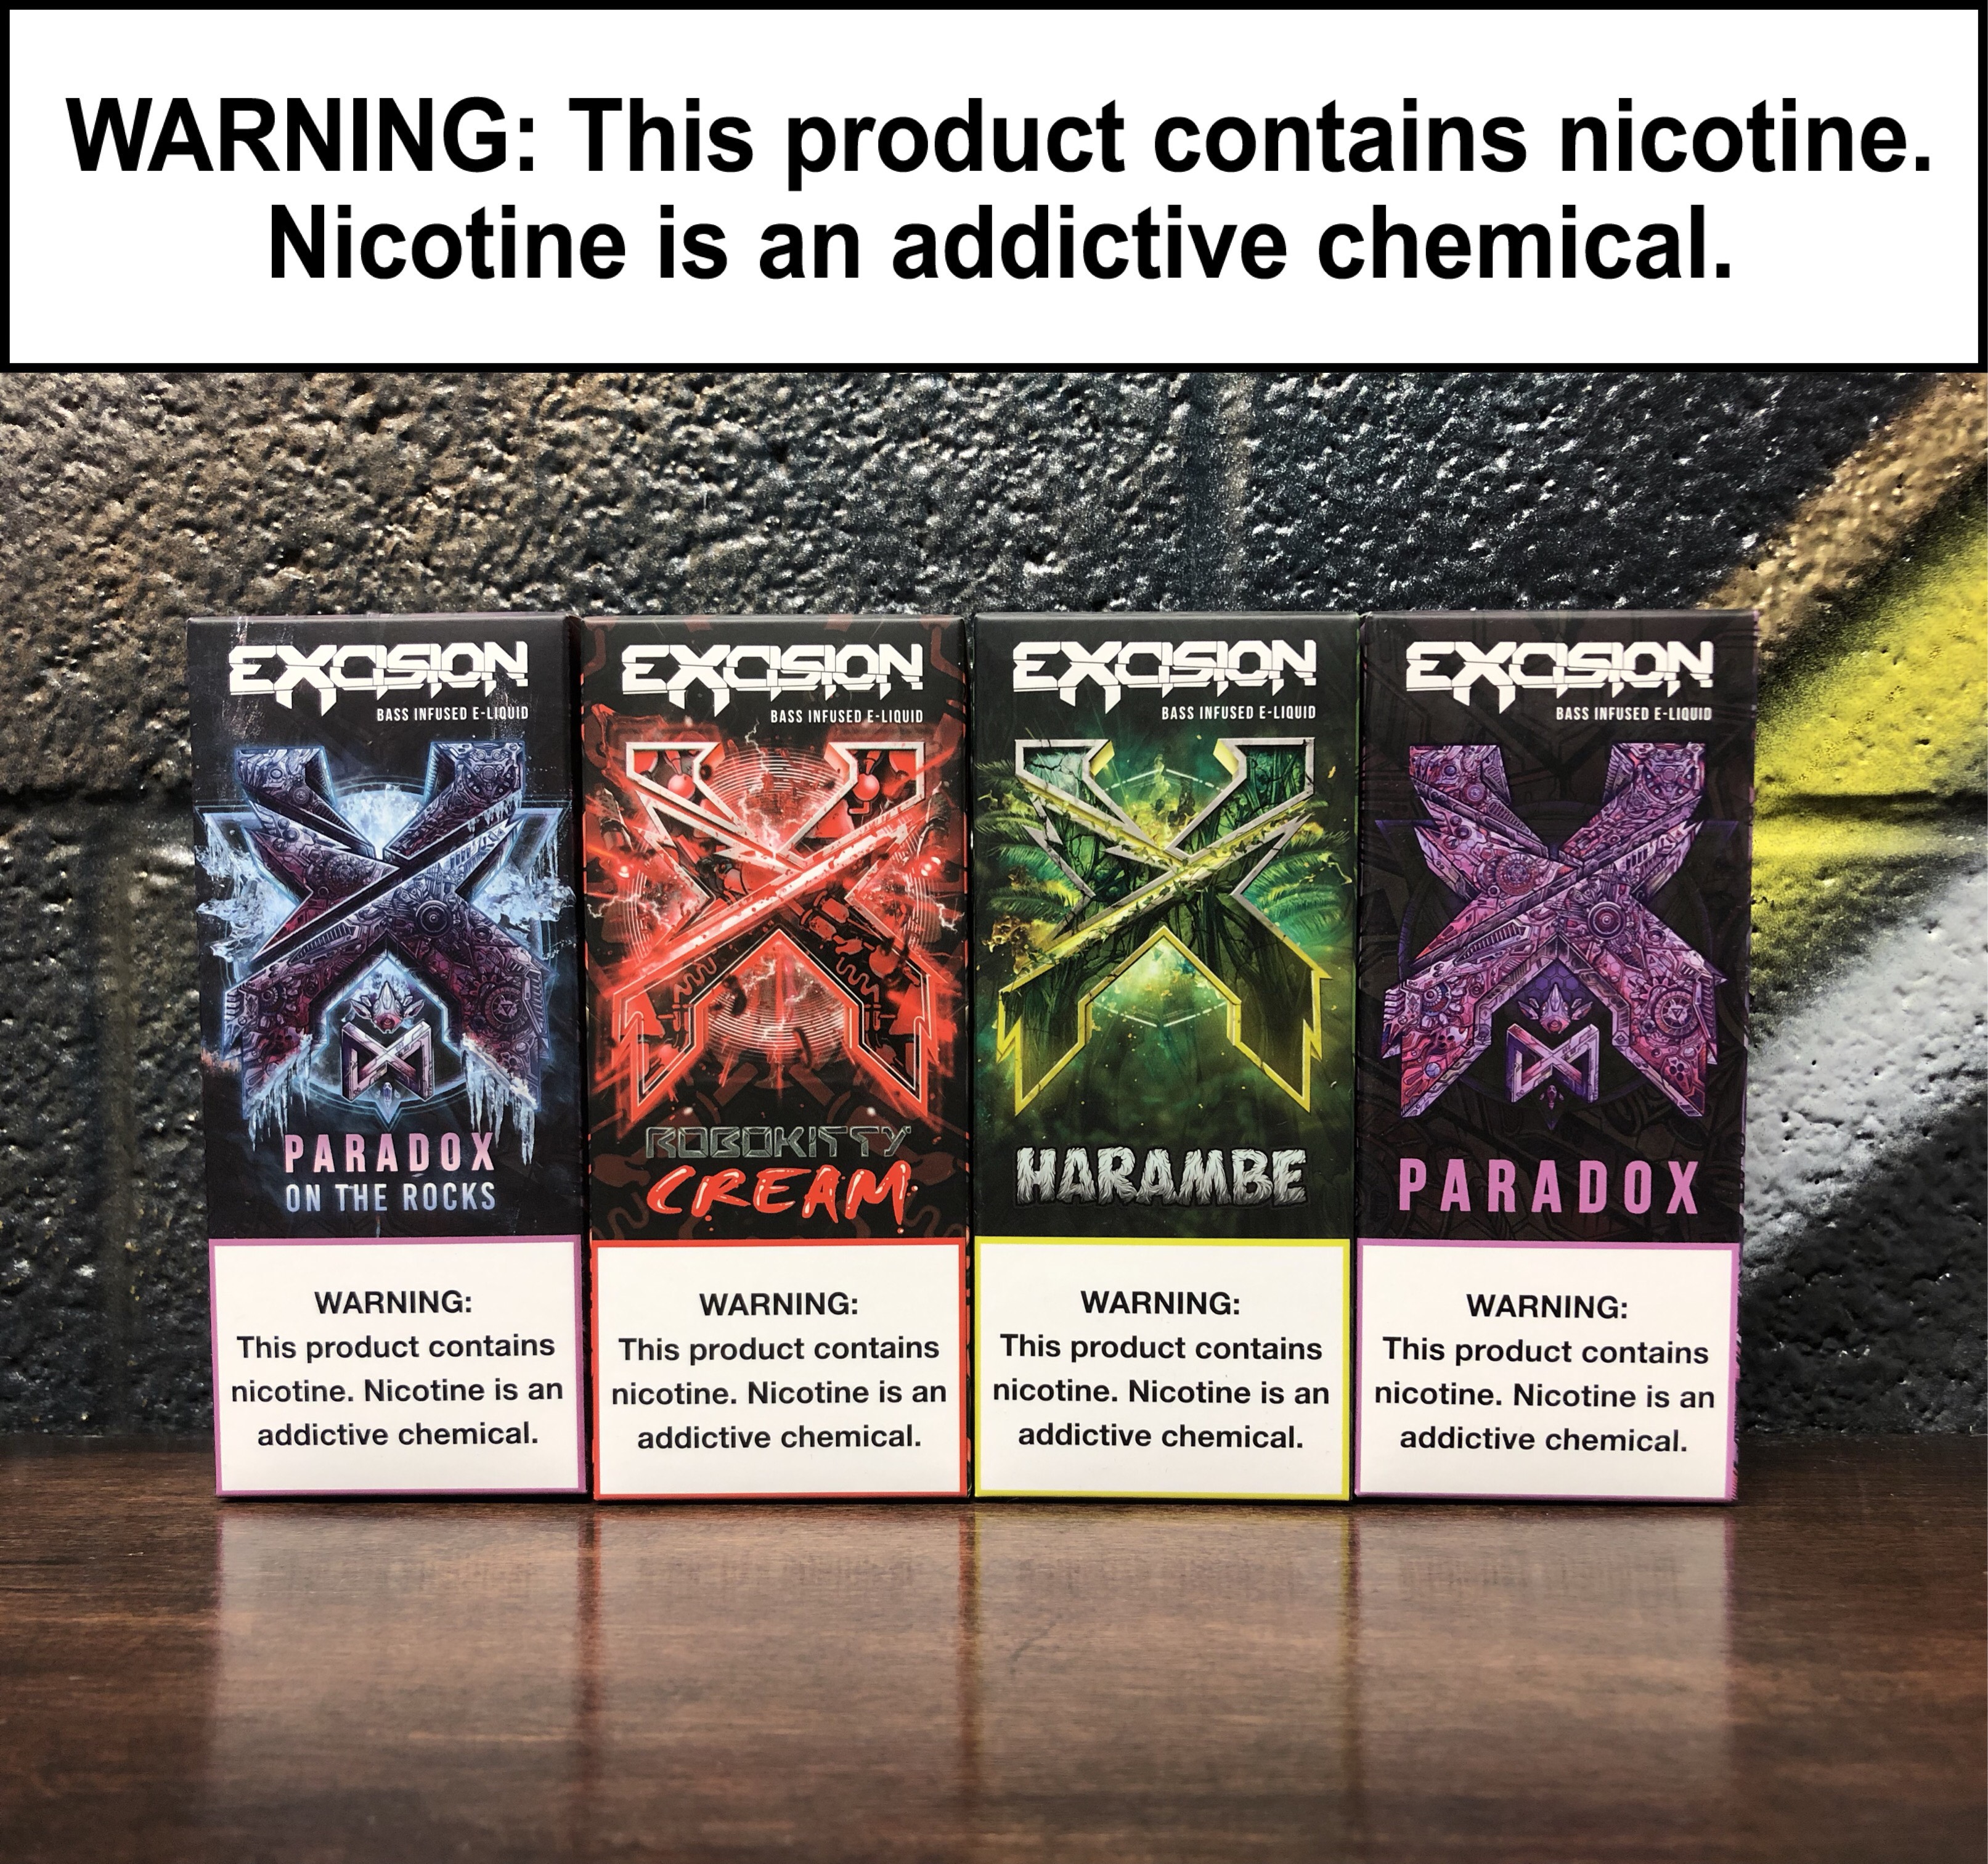 WARNING: This product contains nicotine.
Nicotine is an addictive chemical.
EXCISION
BASS INFUSED E-LIQUID
PARADOX
ON THE ROCKS
WARNING:
This product contains
nicotine. Nicotine is an
addictive chemical.
EXCISION
BASS INFUSED E-LIQUID
ROBOKITTY
CREAM
WARNING:
This product contains
nicotine. Nicotine is an
addictive chemical.
EXCISION
BASS INFUSED E-LIQUID
HARAMBE
WARNING:
This product contains
nicotine. Nicotine is an
addictive chemical.
EXCISION
BASS INFUSED E-LIQUID
PARADOX
WARNING:
This product contains
nicotine. Nicotine is an
addictive chemical.